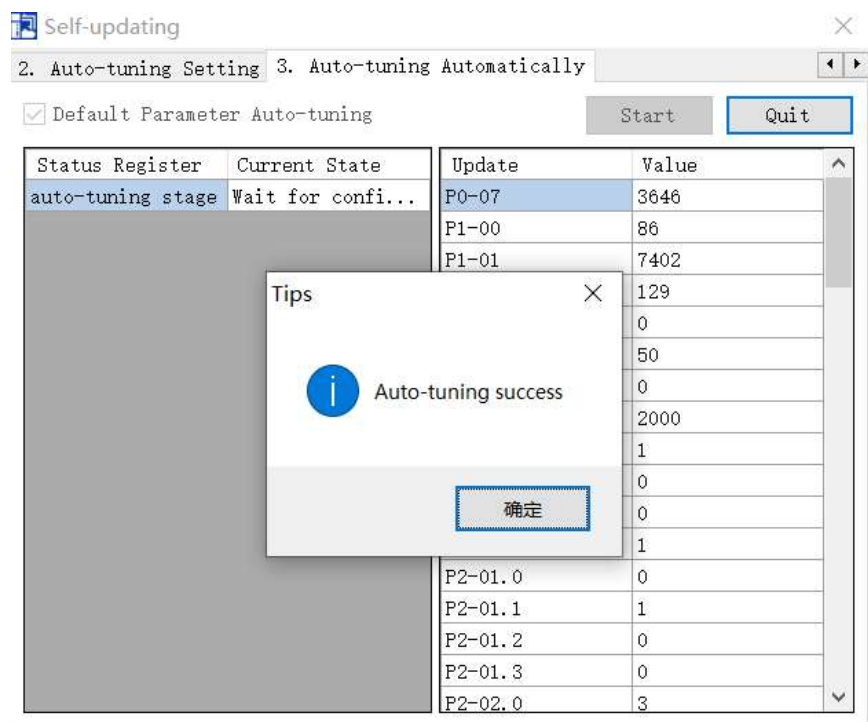 Self-updating
2. Auto-tuning Setting 3. Auto-tuning Automatically
Default Parameter Auto-tuning Start Quit
Status Register Current State Update Value
auto-tuning stage Wait for confi... P0-07 3646
P1-00 86
P1-01 7402
Tips 129
0
50
Auto-tuning success 0
2000
1
0
确定 0
1
P2-01.0 0
P2-01.1 1
P2-01.2 0
P2-01.3 0
P2-02.0 3